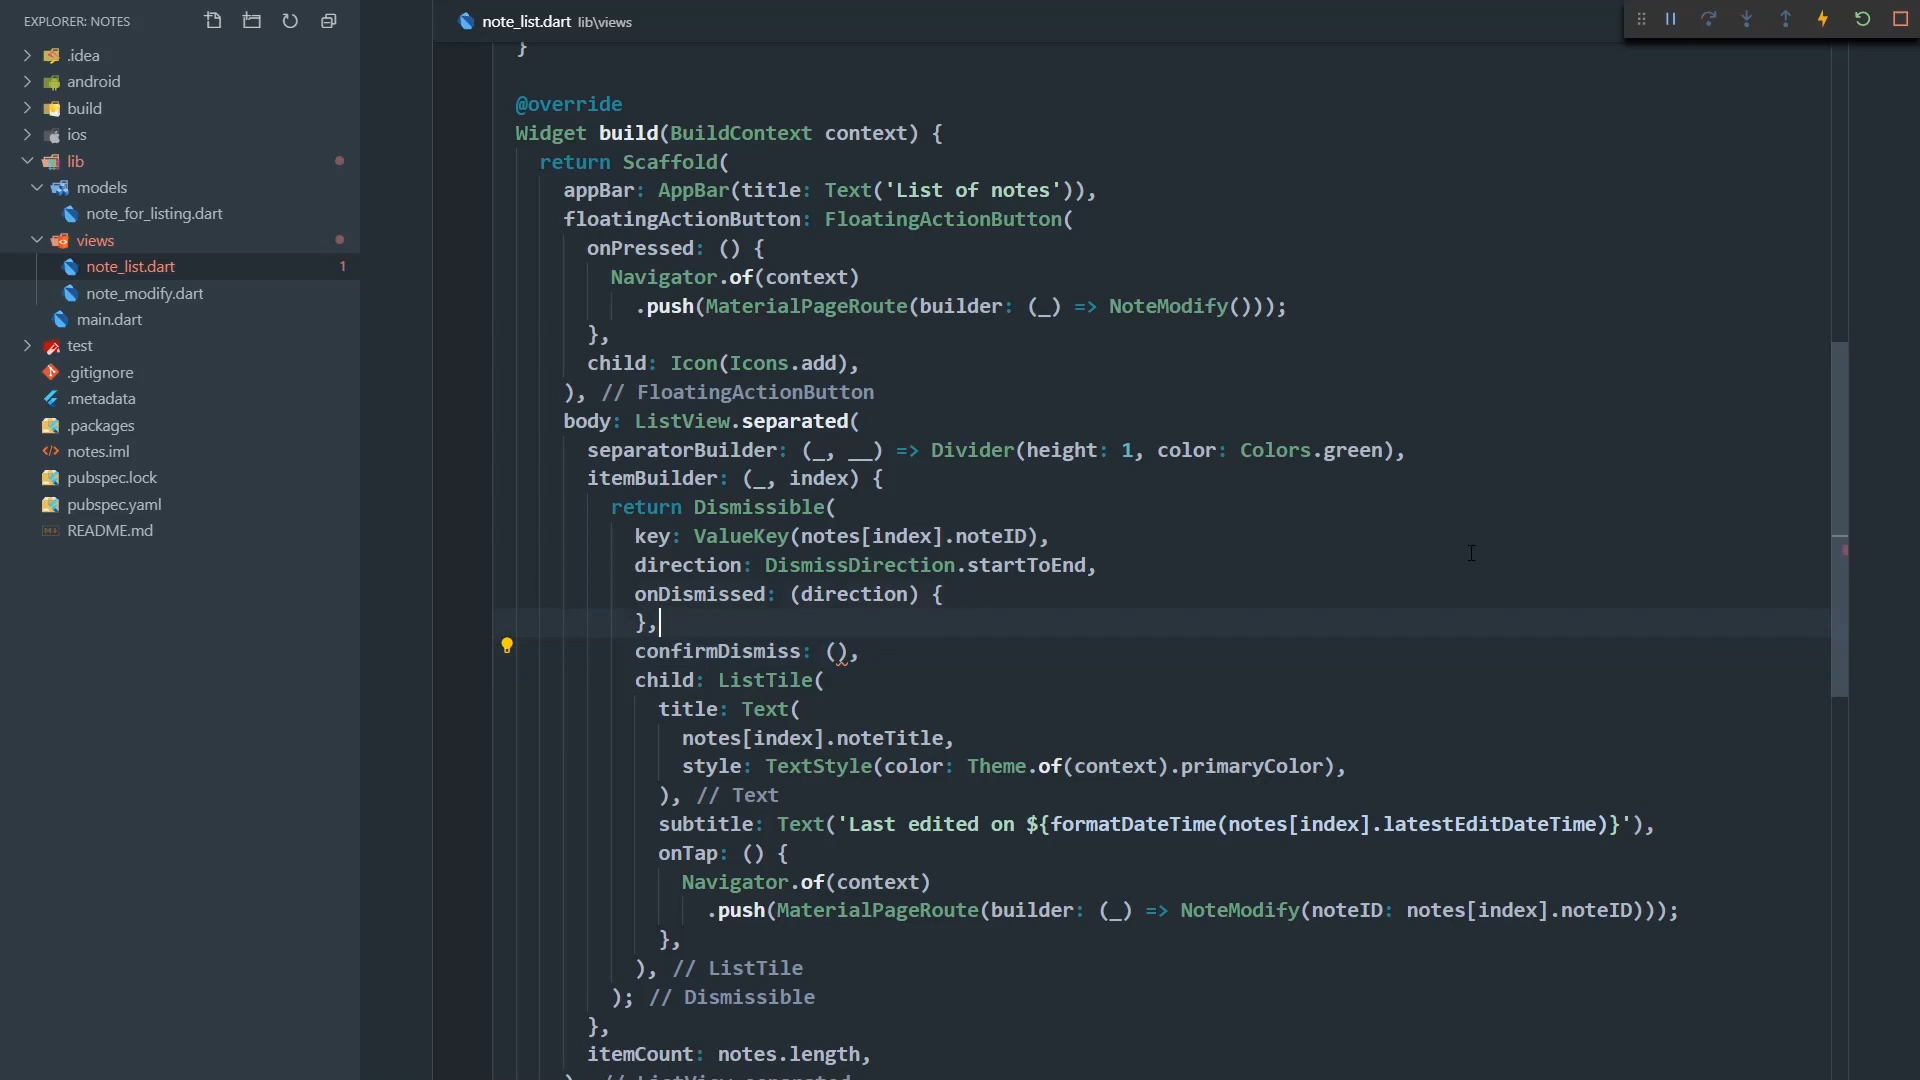 EXPLORER: NOTES
.idea
android
build
ios
lib
models
note_for_listing.dart
views
note_list.dart 1
note_modify.dart
main.dart
test
.gitignore
.metadata
.packages
notes.iml
pubspec.lock
pubspec.yaml
README.md
note_list.dart lib\views
}
@override
Widget build(BuildContext context) {
return Scaffold(
appBar: AppBar(title: Text('List of notes')),
floatingActionButton: FloatingActionButton(
onPressed: () {
Navigator.of(context)
.push(MaterialPageRoute(builder: (_) => NoteModify()));
},
child: Icon(Icons.add),
), // FloatingActionButton
body: ListView.separated(
separatorBuilder: (_, __) => Divider(height: 1, color: Colors.green),
itemBuilder: (_, index) {
return Dismissible(
key: ValueKey(notes[index].noteID),
direction: DismissDirection.startToEnd,
onDismissed: (direction) {
},
confirmDismiss: (),
child: ListTile(
title: Text(
notes[index].noteTitle,
style: TextStyle(color: Theme.of(context).primaryColor),
), // Text
subtitle: Text('Last edited on ${formatDateTime(notes[index].latestEditDateTime)}'),
onTap: () {
Navigator.of(context)
.push(MaterialPageRoute(builder: (_) => NoteModify(noteID: notes[index].noteID)));
},
), // ListTile
); // Dismissible
},
itemCount: notes.length,
), // ListView.separated